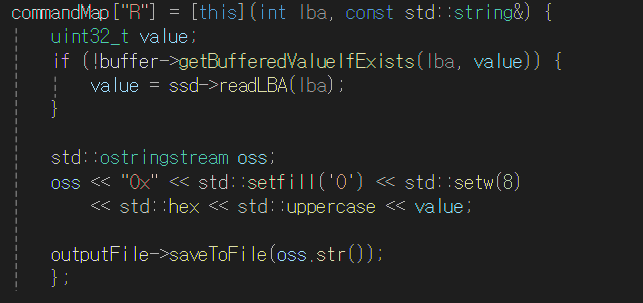 commandMap["R"] = [this](int lba, const std::string&) {
    uint32_t value;
    if (!buffer->getBufferedValueIfExists(lba, value)) {
        value = ssd->readLBA(lba);
    }

    std::ostringstream oss;
    oss << "0x" << std::setfill('0') << std::setw(8)
        << std::hex << std::uppercase << value;

    outputFile->saveToFile(oss.str());
    };